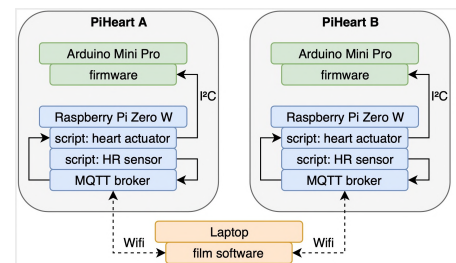 PiHeart A
Arduino Mini Pro
firmware
I²C
Raspberry Pi Zero W
script: heart actuator
script: HR sensor
MQTT broker
PiHeart B
Arduino Mini Pro
firmware
I²C
Raspberry Pi Zero W
script: heart actuator
script: HR sensor
MQTT broker
Wifi
Laptop
film software
Wifi